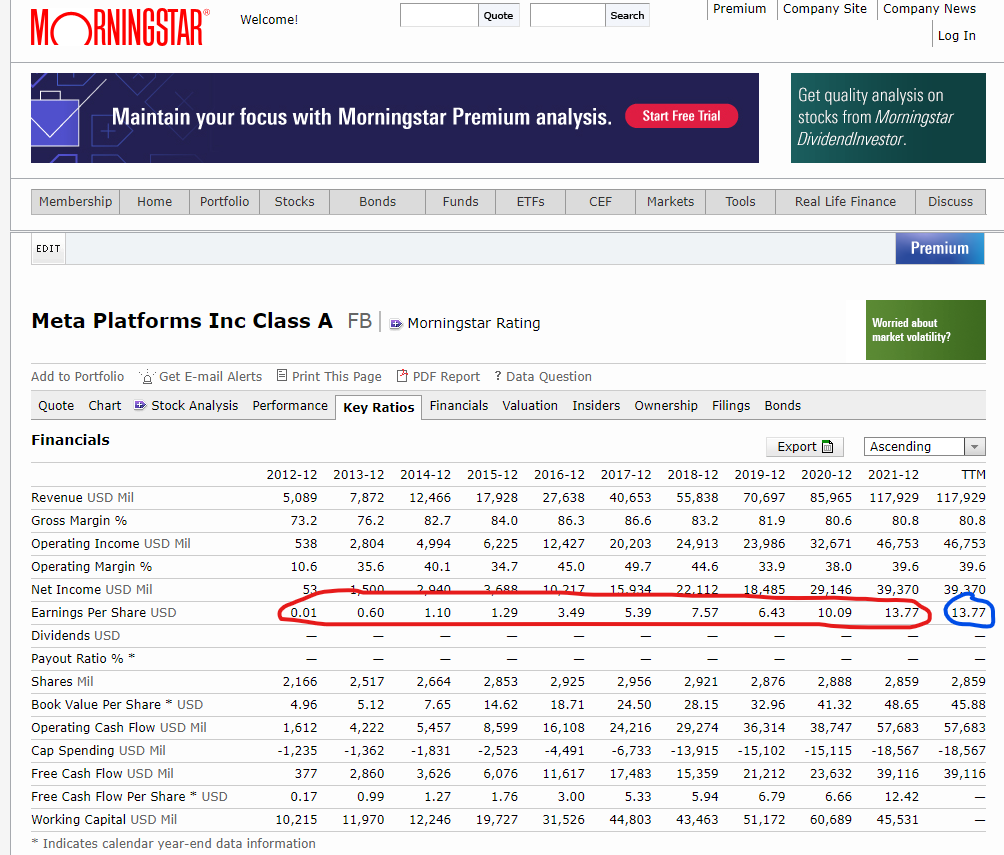 MORNINGSTAR® Welcome! Quote Search Premium Company Site Company News
Log In
Maintain your focus with Morningstar Premium analysis. Start Free Trial
Get quality analysis on
stocks from Morningstar
DividendInvestor.
Membership Home Portfolio Stocks Bonds Funds ETFs CEF Markets Tools Real Life Finance Discuss
EDIT Premium
Meta Platforms Inc Class A FB Morningstar Rating
Worried about
market volatility?
Add to Portfolio Get E-mail Alerts Print This Page PDF Report ? Data Question
Quote Chart Stock Analysis Performance Key Ratios Financials Valuation Insiders Ownership Filings Bonds
Financials
Export Ascending
2012-12 2013-12 2014-12 2015-12 2016-12 2017-12 2018-12 2019-12 2020-12 2021-12 TTM
Revenue USD Mil 5,089 7,872 12,466 17,928 27,638 40,653 55,838 70,697 85,965 117,929 117,929
Gross Margin % 73.2 76.2 82.7 84.0 86.3 86.6 83.2 81.9 80.6 80.8 80.8
Operating Income USD Mil 538 2,804 4,994 6,225 12,427 20,203 24,913 23,986 32,671 46,753 46,753
Operating Margin % 10.6 35.6 40.1 34.7 45.0 49.7 44.6 33.9 38.0 39.6 39.6
Net Income USD Mil 53 1,500 2,940 3,688 10,217 15,934 22,112 18,485 29,146 39,370 39,370
Earnings Per Share USD 0.01 0.60 1.10 1.29 3.49 5.39 7.57 6.43 10.09 13.77 13.77
Dividends USD — — — — — — — — — — —
Payout Ratio % * — — — — — — — — — — —
Shares Mil 2,166 2,517 2,664 2,853 2,925 2,956 2,921 2,876 2,888 2,859 2,859
Book Value Per Share * USD 4.96 5.12 7.65 14.62 18.71 24.50 28.15 32.96 41.32 48.65 45.88
Operating Cash Flow USD Mil 1,612 4,222 5,457 8,599 16,108 24,216 29,274 36,314 38,747 57,683 57,683
Cap Spending USD Mil -1,235 -1,362 -1,831 -2,523 -4,491 -6,733 -13,915 -15,102 -15,115 -18,567 -18,567
Free Cash Flow USD Mil 377 2,860 3,626 6,076 11,617 17,483 15,359 21,212 23,632 39,116 39,116
Free Cash Flow Per Share * USD 0.17 0.99 1.27 1.76 3.00 5.33 5.94 6.79 6.66 12.42 —
Working Capital USD Mil 10,215 11,970 12,246 19,727 31,526 44,803 43,463 51,172 60,689 45,531 —
* Indicates calendar year-end data information